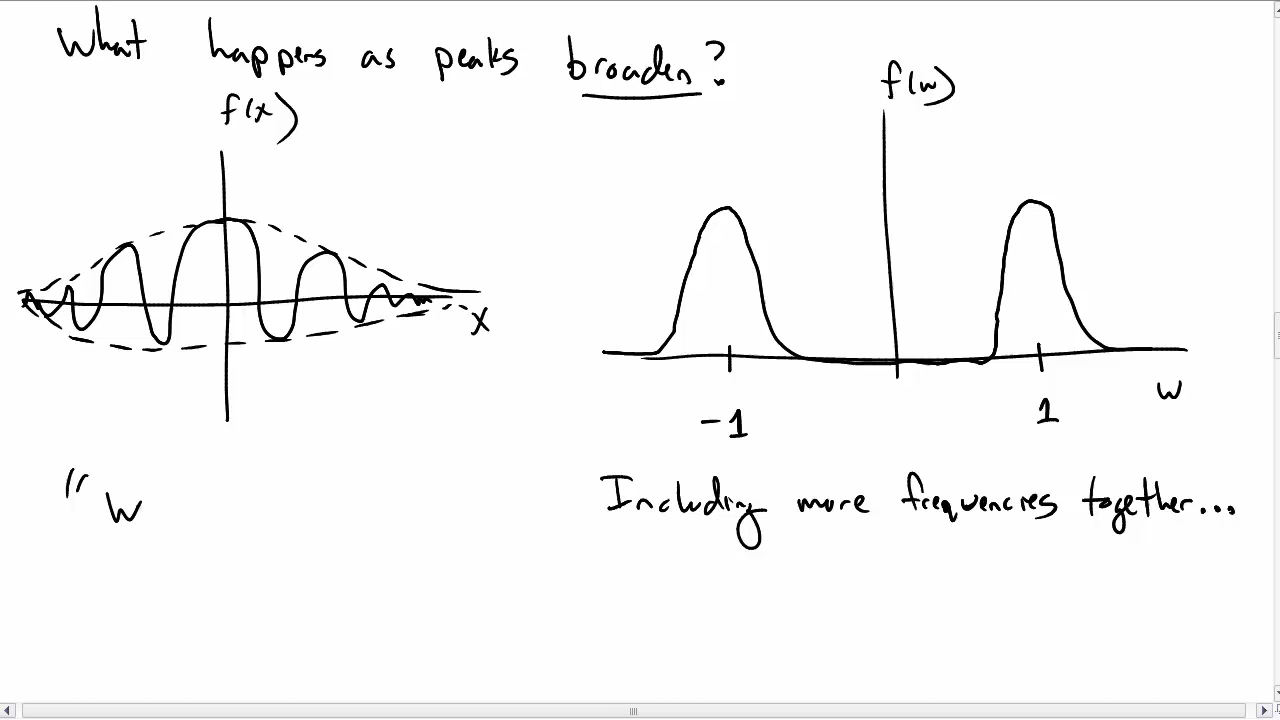 What happens as peaks broaden?
f(x)
f(w)
x
w
-1
1
"w
Including more frequencies together...